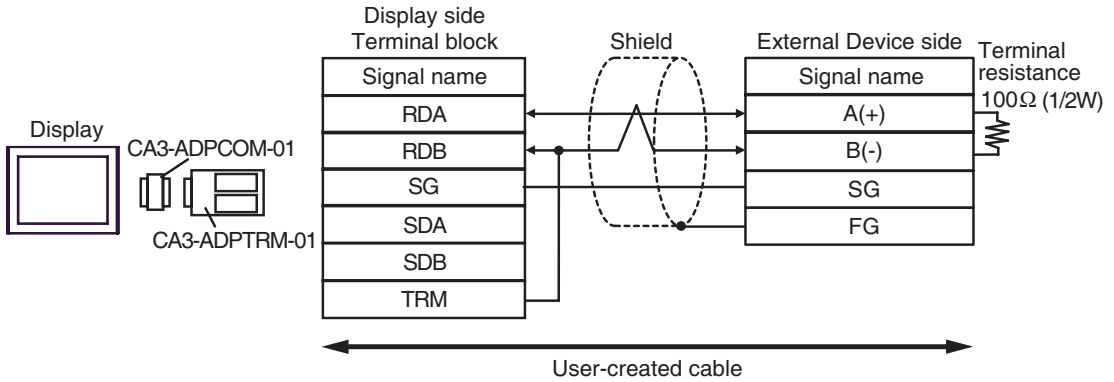 Display side
Terminal block
Shield
External Device side
Terminal
resistance
100Ω (1/2W)
Signal name
Signal name
RDA
A(+)
Display
CA3-ADPCOM-01
RDB
B(-)
SG
SG
CA3-ADPTRM-01
SDA
FG
SDB
TRM
User-created cable